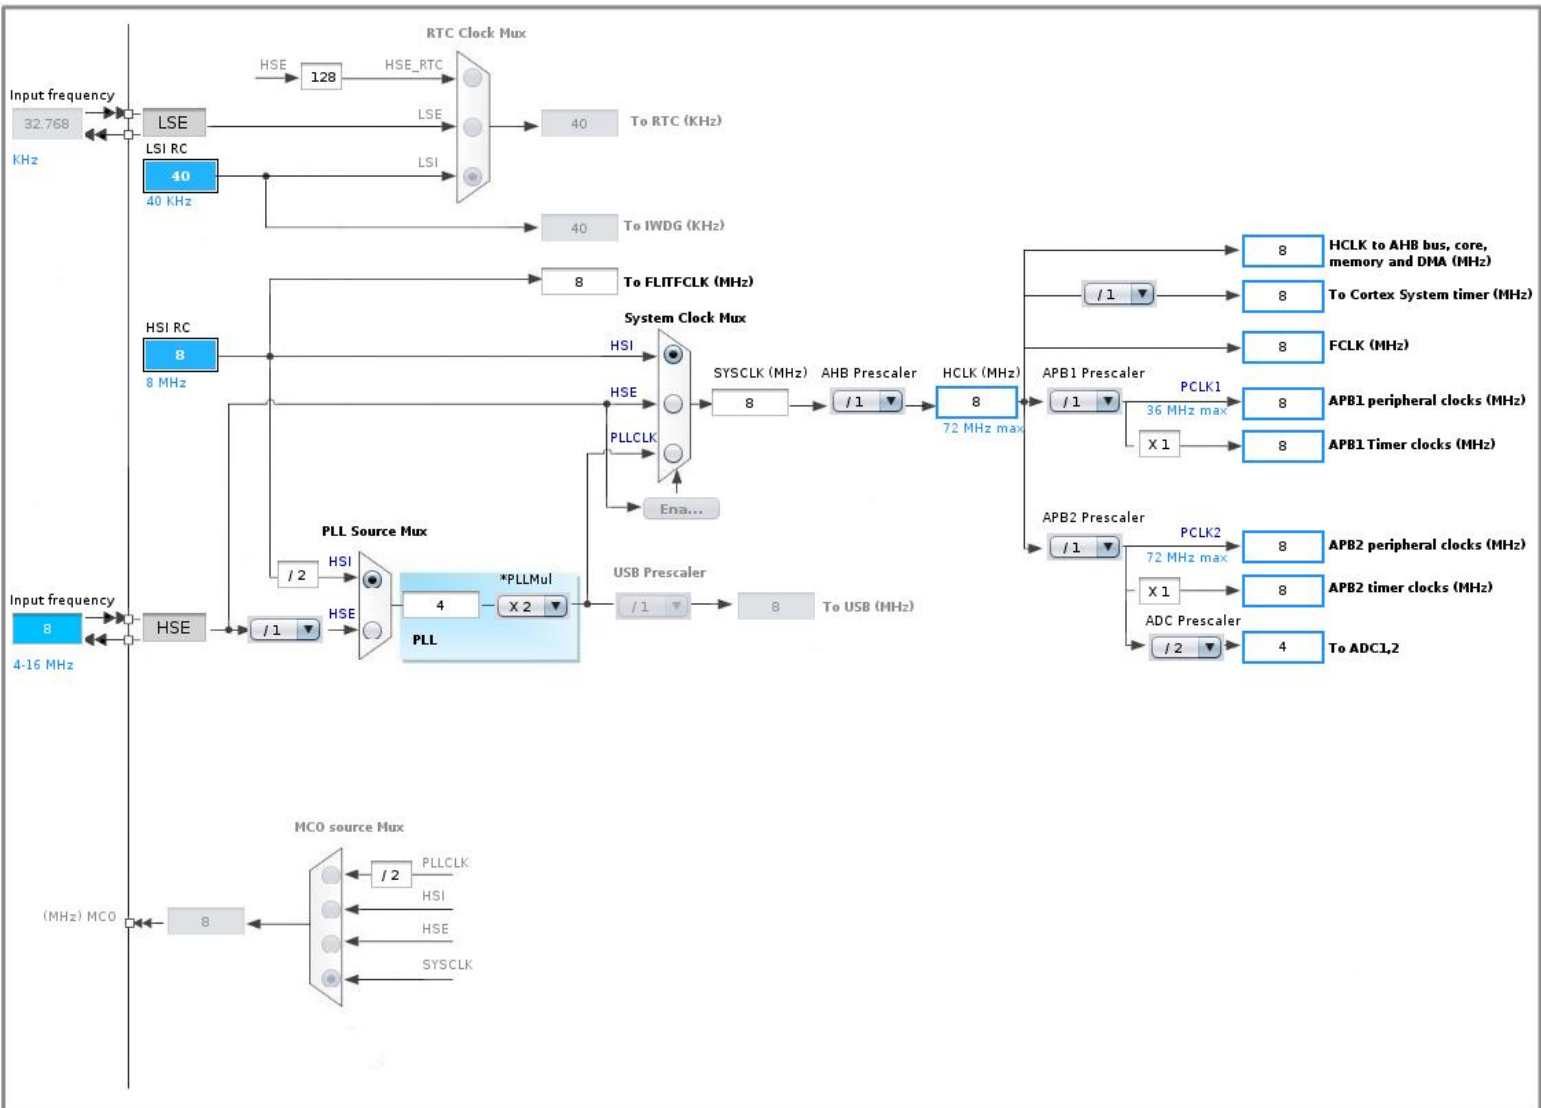 RTC Clock Mux
HSE
128
HSE_RTC
Input frequency
32.768
KHz
LSE
LSE
40
To RTC (KHz)
LSI RC
40
40 KHz
LSI
40
To IWDG (KHz)
8
To FLITFCLK (MHz)
HSI RC
8
8 MHz
System Clock Mux
HSI
HSE
PLLCLK
Ena...
SYSCLK (MHz)
8
AHB Prescaler
/ 1
HCLK (MHz)
8
72 MHz max
8
HCLK to AHB bus, core,
memory and DMA (MHz)
/ 1
8
To Cortex System timer (MHz)
8
FCLK (MHz)
APB1 Prescaler
/ 1
PCLK1
36 MHz max
8
APB1 peripheral clocks (MHz)
X 1
8
APB1 Timer clocks (MHz)
APB2 Prescaler
/ 1
PCLK2
72 MHz max
8
APB2 peripheral clocks (MHz)
X 1
8
APB2 timer clocks (MHz)
ADC Prescaler
/ 2
4
To ADC1,2
PLL Source Mux
/ 2
HSI
HSE
Input frequency
8
4-16 MHz
HSE
/ 1
4
*PLLMul
X 2
PLL
USB Prescaler
/ 1
8
To USB (MHz)
MCO source Mux
/ 2
PLLCLK
HSI
HSE
SYSCLK
(MHz) MCO
8